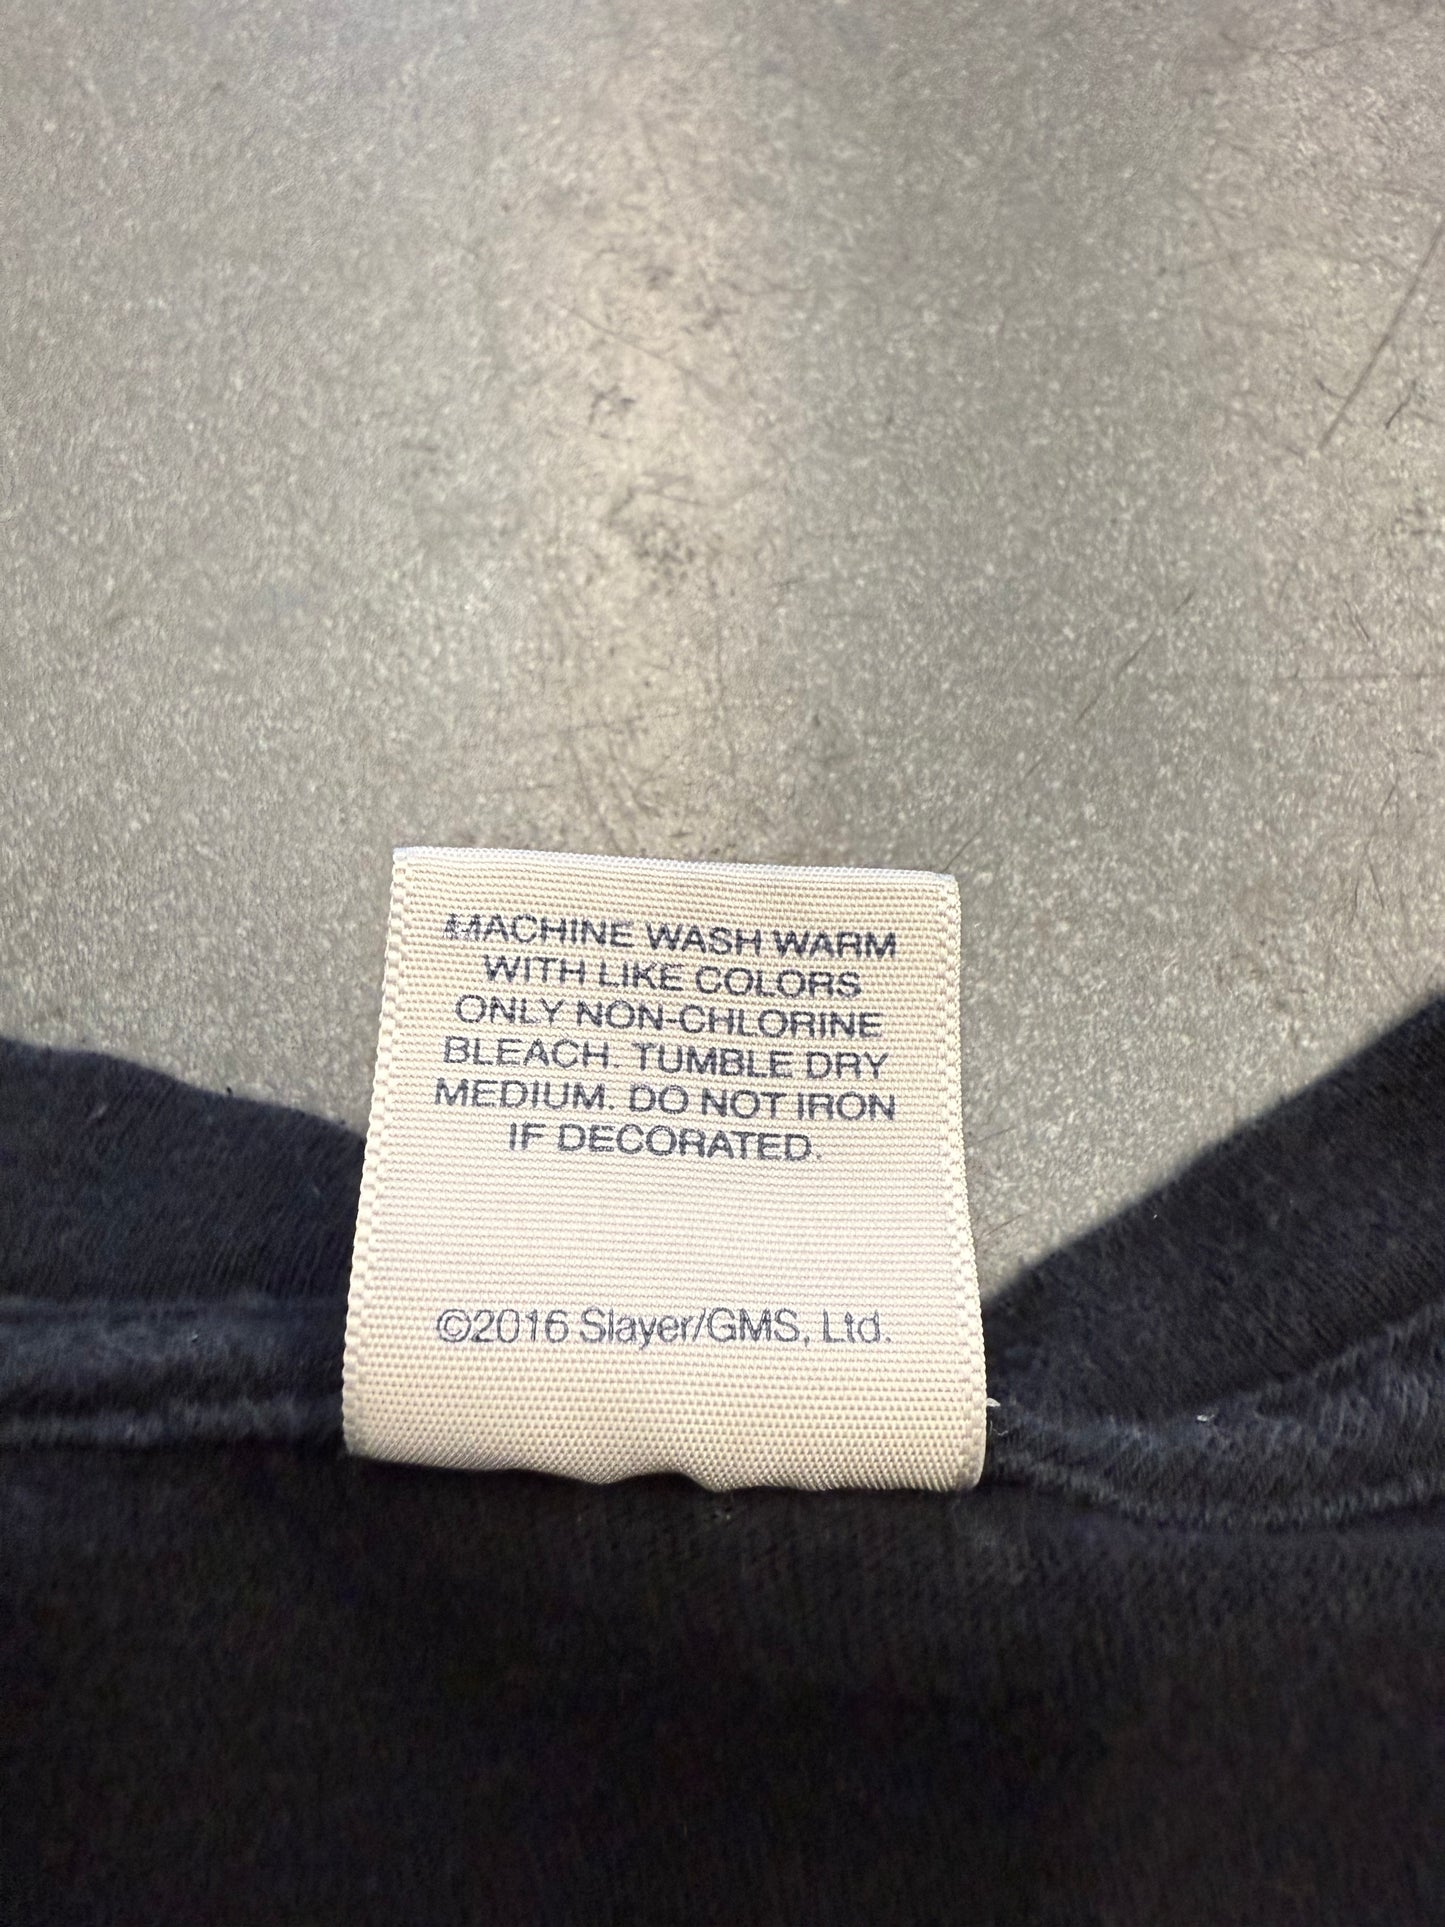 MACHINE WASH WARM
WITH LIKE COLORS
ONLY NON-CHLORINE
BLEACH. TUMBLE DRY
MEDIUM. DO NOT IRON
IF DECORATED.
©2016 Slayer/GMS, Ltd.